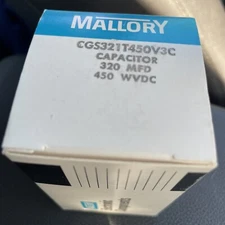 MALLORY
CGS321T450V3C
CAPACITOR
320 MFD
450 WVDC